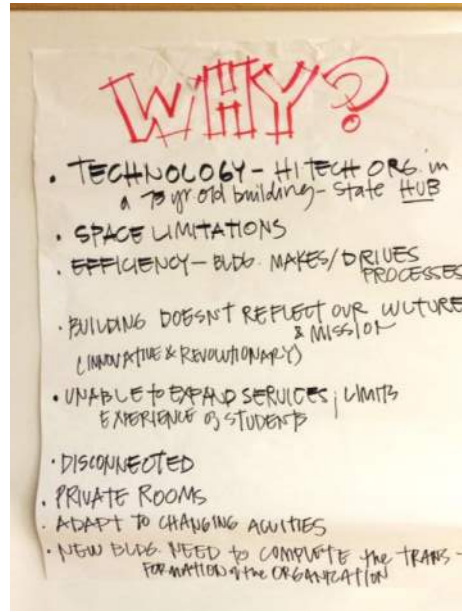 WHY?
• TECHNOLOGY - HI TECH ORG. in
a 73 yr old building - State HUB
• SPACE LIMITATIONS
• EFFICIENCY - BLDG. MAKES/DRIVES
PROCESSES
• BUILDING DOESN'T REFLECT OUR CULTURE
& MISSION
(INNOVATIVE & REVOLUTIONARY)
• UNABLE to EXPAND SERVICES; LIMITS
EXPERIENCE of STUDENTS
• DISCONNECTED
• PRIVATE ROOMS
• ADAPT TO CHANGING ACUITIES
• NEW BLDG. NEED to COMPLETE the TRANS-
FORMATION of the ORGANIZATION